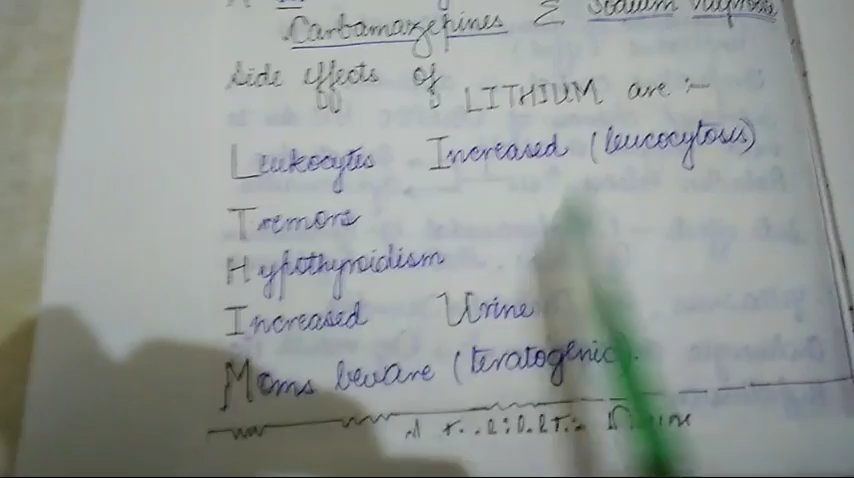 Carbamazepines & Sodium
Side effects of LITHIUM are :-
Leukocytes Increased (leucocytosis)
Tremors
Hypothyroidism
Increased Urine
Moms beware (teratogenic).